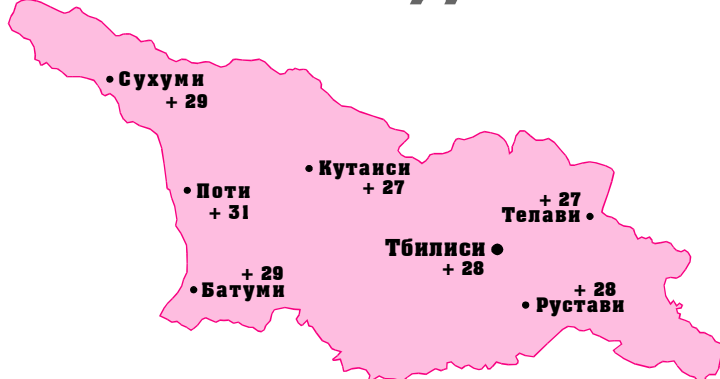 Сухуми
+ 29
Кутаиси
+ 27
Поти
+ 31
+ 27
Телави
Тбилиси
+ 28
+ 29
Батуми
+ 28
Рустави